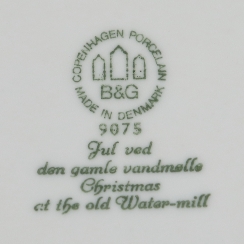 COPENHAGEN PORCELAIN
B&G
MADE IN DENMARK
9075
Jul ved
den gamle vandmølle
Christmas
at the old Water-mill